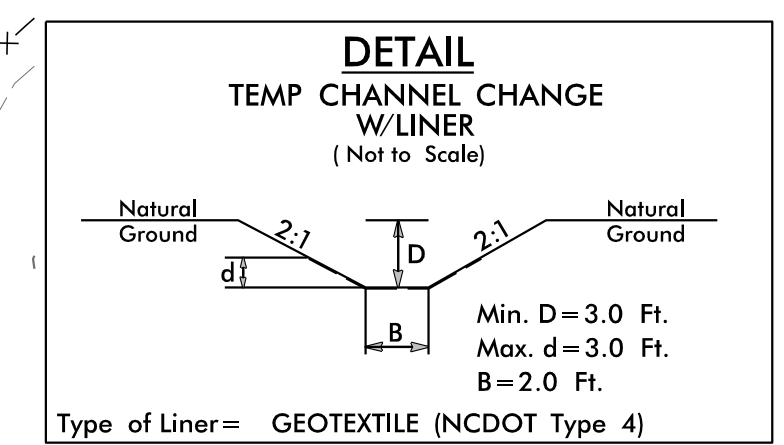 DETAIL
TEMP CHANNEL CHANGE
W/LINER
( Not to Scale)
Natural
Ground
2:1
D
2:1
Natural
Ground
d
B
Min. D = 3.0 Ft.
Max. d = 3.0 Ft.
B = 2.0 Ft.
Type of Liner = GEOTEXTILE (NCDOT Type 4)